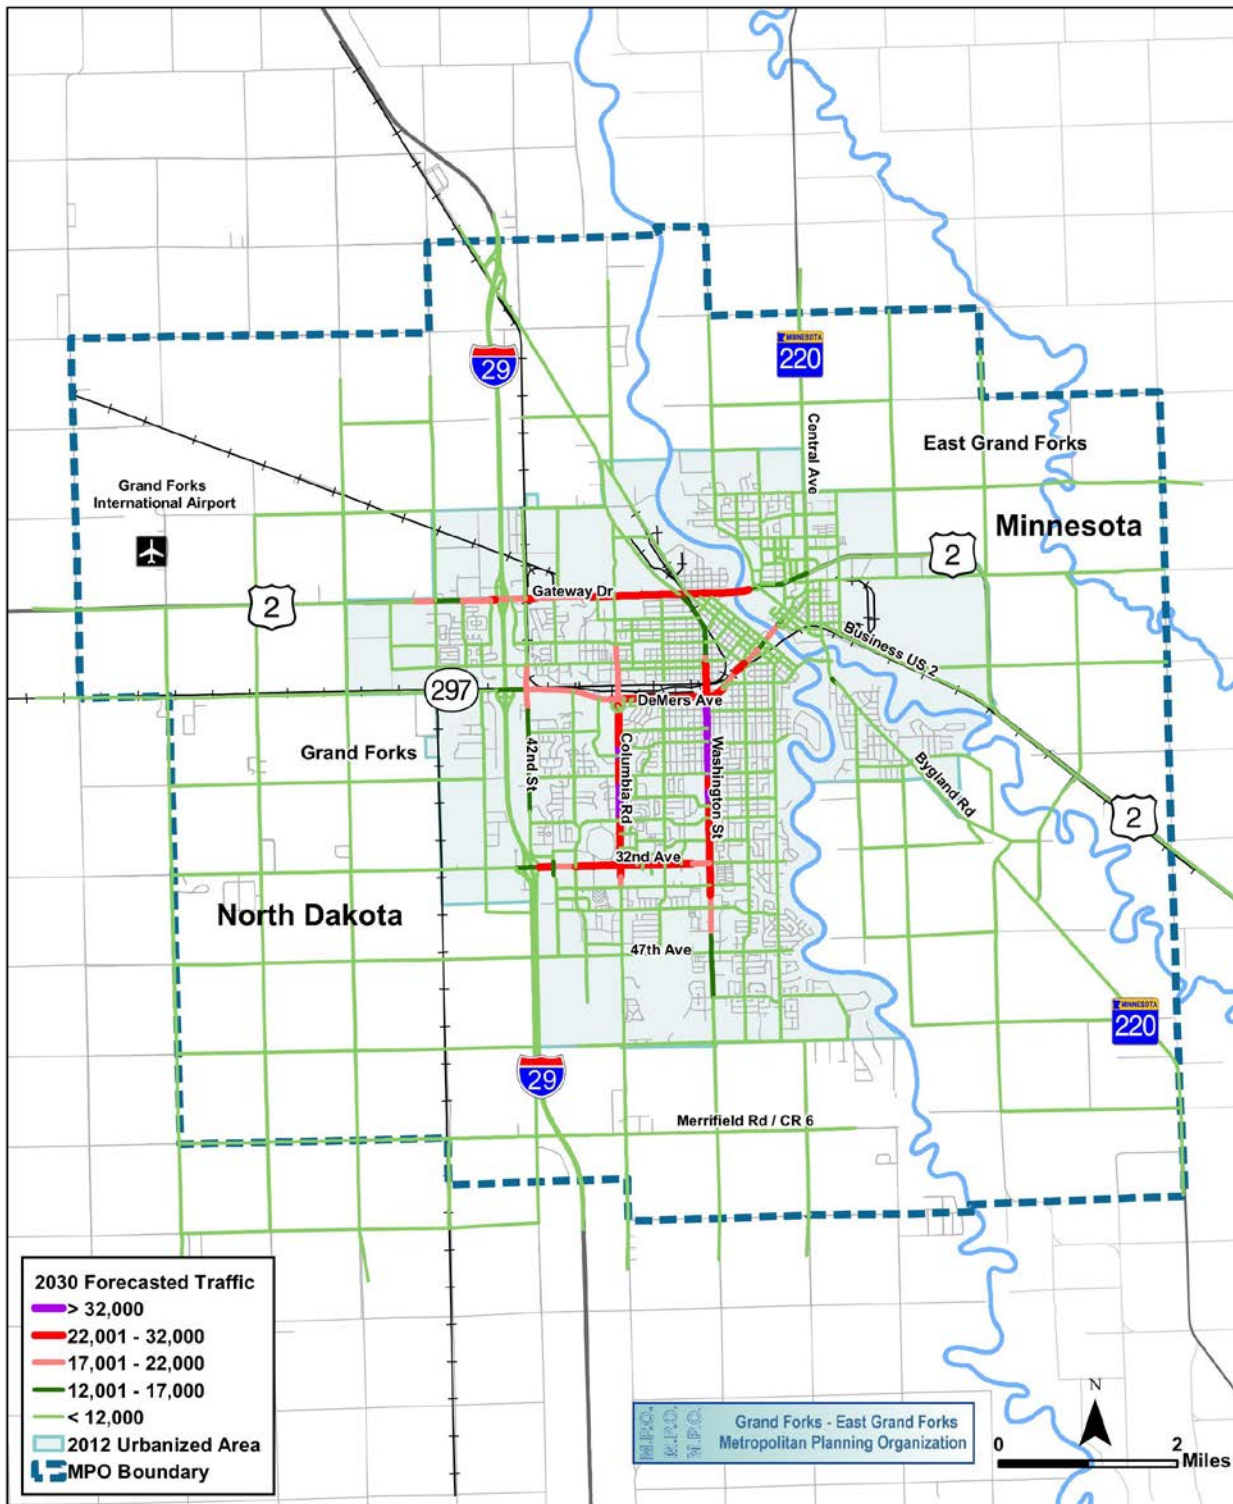 MINNESOTA
220
29
Central Ave
East Grand Forks
Grand Forks
International Airport
Minnesota
2
2
Gateway Dr
Business US 2
297
DeMers Ave
Grand Forks
42nd St
Columbia Rd
Washington St
Bygland Rd
2
32nd Ave
North Dakota
47th Ave
MINNESOTA
220
29
Merrifield Rd / CR 6
2030 Forecasted Traffic
> 32,000
22,001 - 32,000
17,001 - 22,000
12,001 - 17,000
< 12,000
2012 Urbanized Area
MPO Boundary
M.P.O.
M.P.O.
M.P.O.
Grand Forks - East Grand Forks
Metropolitan Planning Organization
N
0 2
Miles